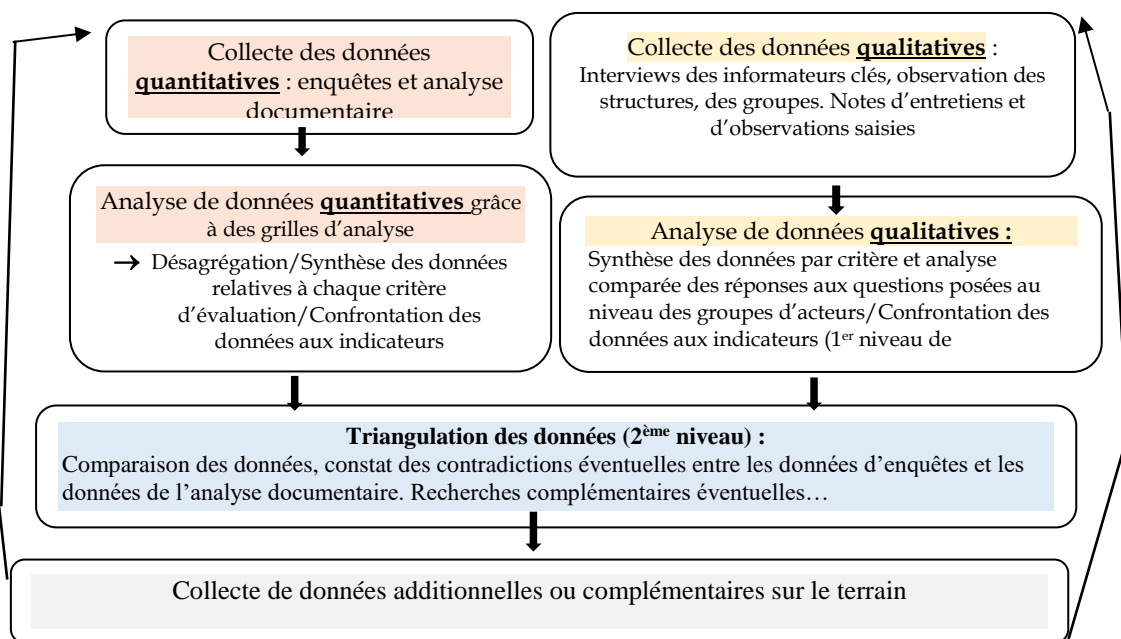 Collecte des données
quantitatives : enquêtes et analyse
documentaire
Collecte des données qualitatives :
Interviews des informateurs clés, observation des
structures, des groupes. Notes d’entretiens et
d’observations saisies
Analyse de données quantitatives grâce
à des grilles d’analyse
→ Désagrégation/Synthèse des données
relatives à chaque critère
d’évaluation/Confrontation des
données aux indicateurs
Analyse de données qualitatives :
Synthèse des données par critère et analyse
comparée des réponses aux questions posées au
niveau des groupes d’acteurs/Confrontation des
données aux indicateurs (1er niveau de
Triangulation des données (2ème niveau) :
Comparaison des données, constat des contradictions éventuelles entre les données d’enquêtes et les
données de l’analyse documentaire. Recherches complémentaires éventuelles…
Collecte de données additionnelles ou complémentaires sur le terrain